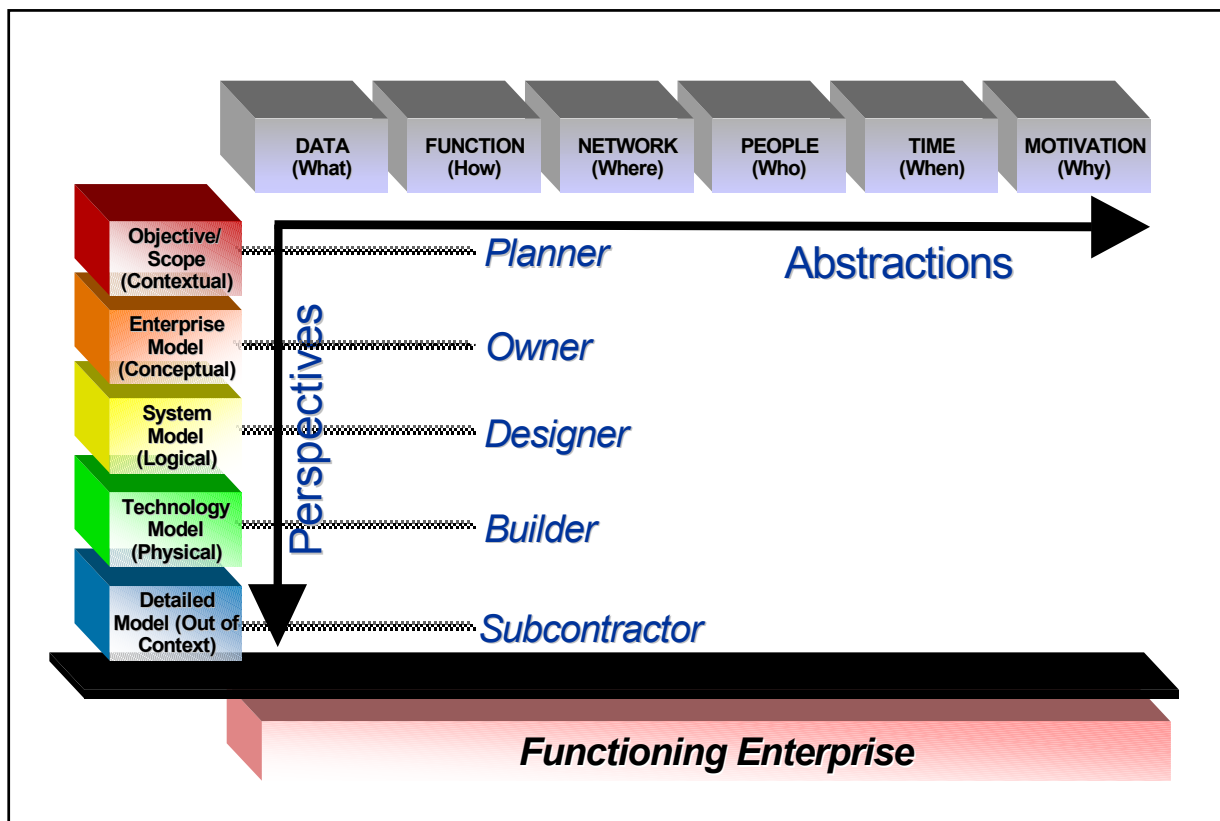 DATA
(What)
FUNCTION
(How)
NETWORK
(Where)
PEOPLE
(Who)
TIME
(When)
MOTIVATION
(Why)
Abstractions
Perspectives
Objective/
Scope
(Contextual)
Planner
Enterprise
Model
(Conceptual)
Owner
System
Model
(Logical)
Designer
Technology
Model
(Physical)
Builder
Detailed
Model (Out of
Context)
Subcontractor
Functioning Enterprise